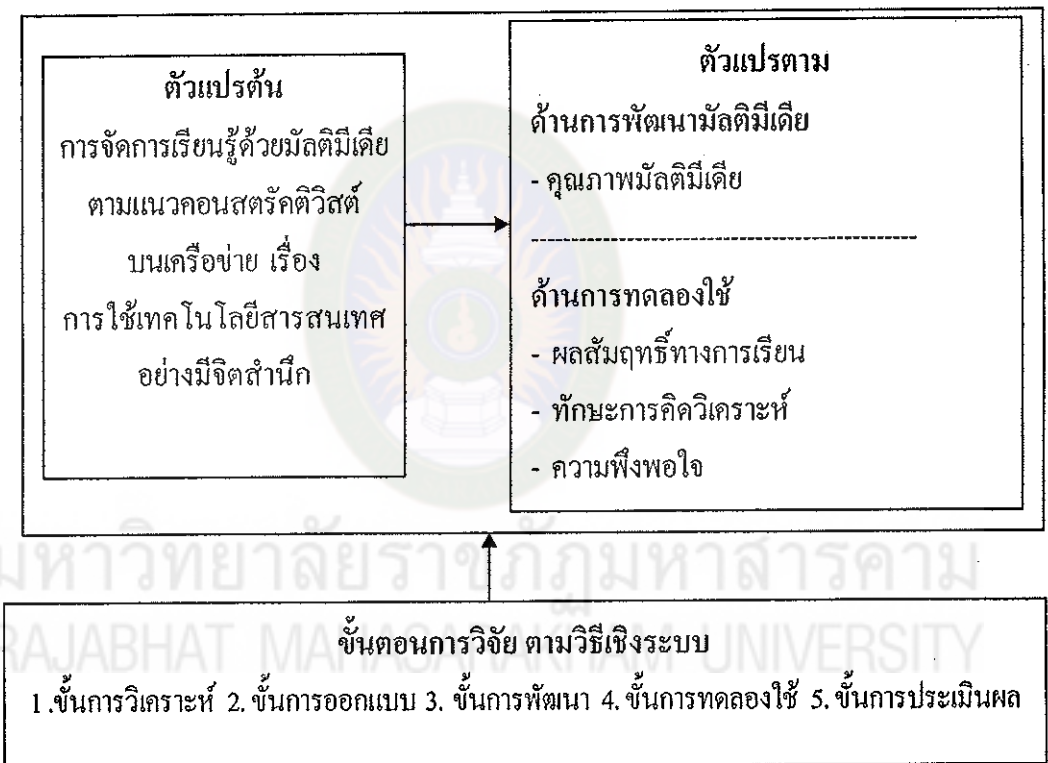 ตัวแปรต้น
การจัดการเรียนรู้ด้วยมัลติมีเดีย
ตามแนวคอนสตรัคติวิสต์
บนเครือข่าย เรื่อง
การใช้เทคโนโลยีสารสนเทศ
อย่างมีจิตสำนึก
ตัวแปรตาม
ด้านการพัฒนามัลติมีเดีย
- คุณภาพมัลติมีเดีย
ด้านการทดลองใช้
- ผลสัมฤทธิ์ทางการเรียน
- ทักษะการคิดวิเคราะห์
- ความพึงพอใจ
มหาวิทยาลัยราชภัฏมหาสารคาม
RAJABHAT MAHASARAKHAM UNIVERSITY
ขั้นตอนการวิจัย ตามวิธีเชิงระบบ
1.ขั้นการวิเคราะห์ 2. ขั้นการออกแบบ 3. ขั้นการพัฒนา 4. ขั้นการทดลองใช้ 5. ขั้นการประเมินผล